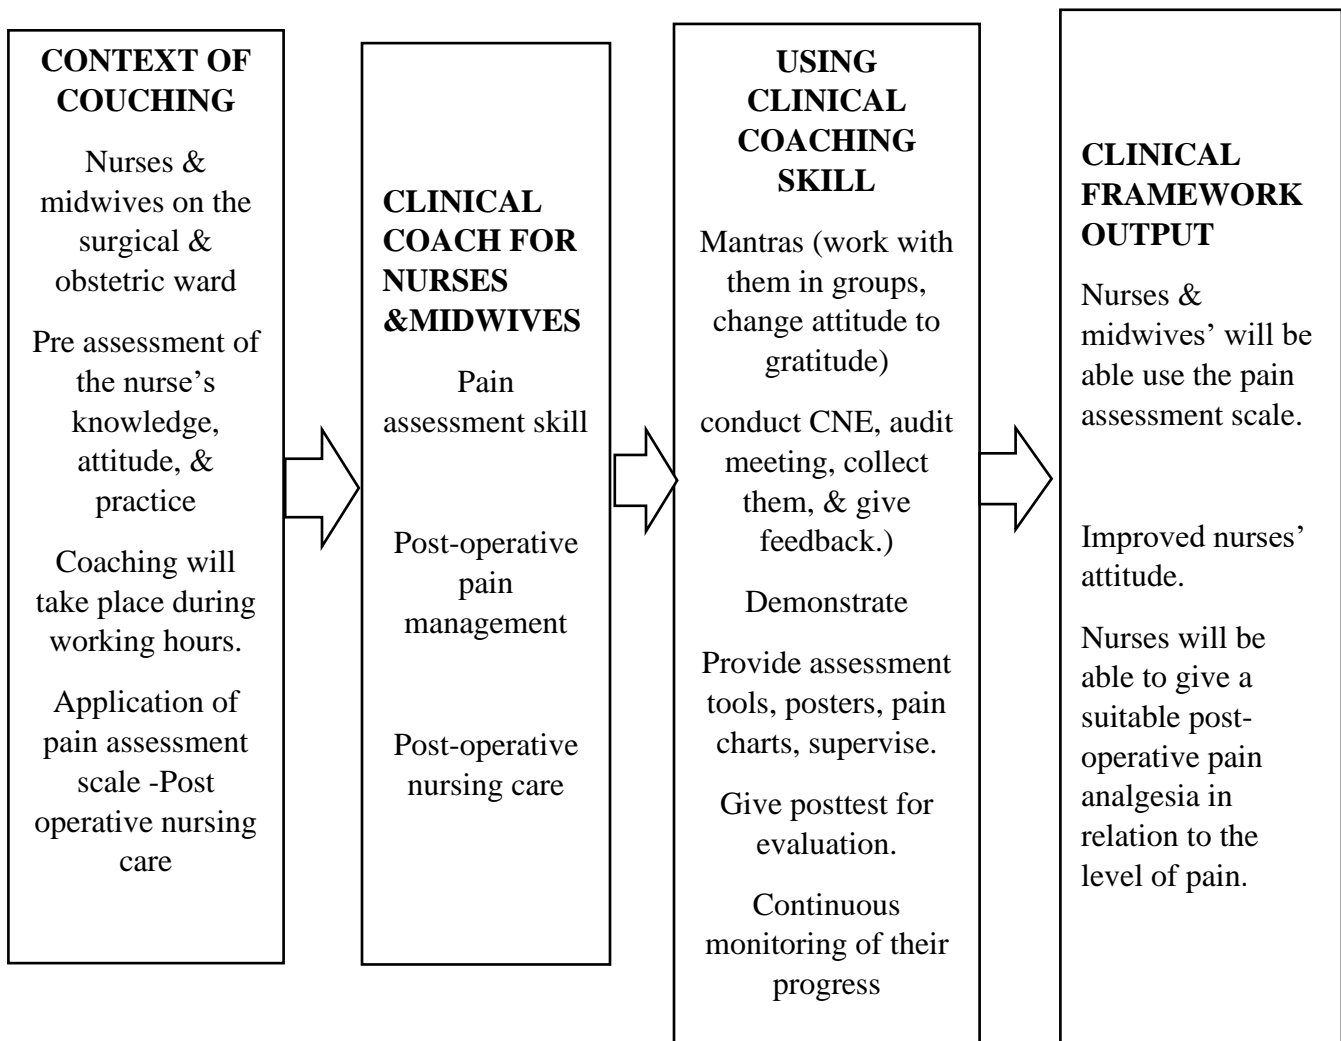 CONTEXT OF
COUCHING
Nurses &
midwives on the
surgical &
obstetric ward
Pre assessment of
the nurse’s
knowledge,
attitude, &
practice
Coaching will
take place during
working hours.
Application of
pain assessment
scale -Post
operative nursing
care
CLINICAL
COACH FOR
NURSES
&MIDWIVES
Pain
assessment skill
Post-operative
pain
management
Post-operative
nursing care
USING
CLINICAL
COACHING
SKILL
Mantras (work with
them in groups,
change attitude to
gratitude)
conduct CNE, audit
meeting, collect
them, & give
feedback.)
Demonstrate
Provide assessment
tools, posters, pain
charts, supervise.
Give posttest for
evaluation.
Continuous
monitoring of their
progress
CLINICAL
FRAMEWORK
OUTPUT
Nurses &
midwives’ will be
able use the pain
assessment scale.
Improved nurses’
attitude.
Nurses will be
able to give a
suitable post-
operative pain
analgesia in
relation to the
level of pain.